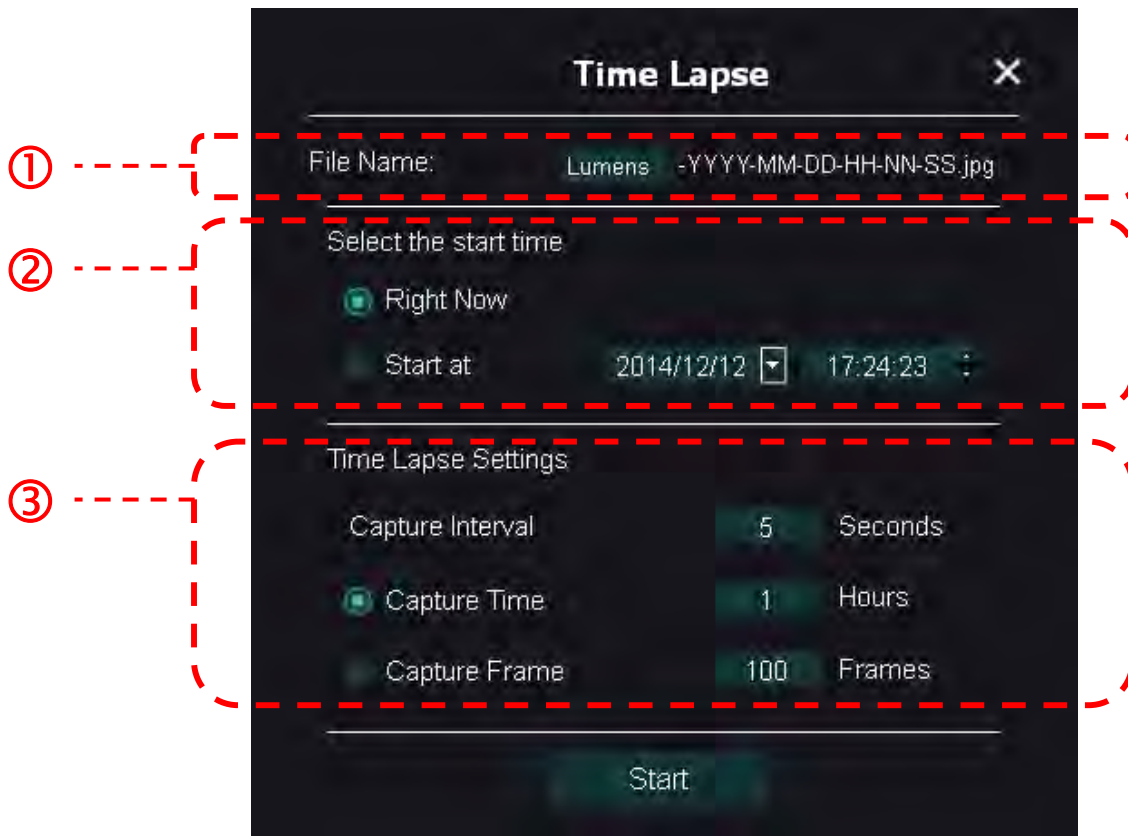 Time Lapse ×
① File Name: Lumens -YYYY-MM-DD-HH-NN-SS.jpg
② Select the start time
Right Now
Start at 2014/12/12 17:24:23
③ Time Lapse Settings
Capture Interval 5 Seconds
Capture Time 1 Hours
Capture Frame 100 Frames
Start